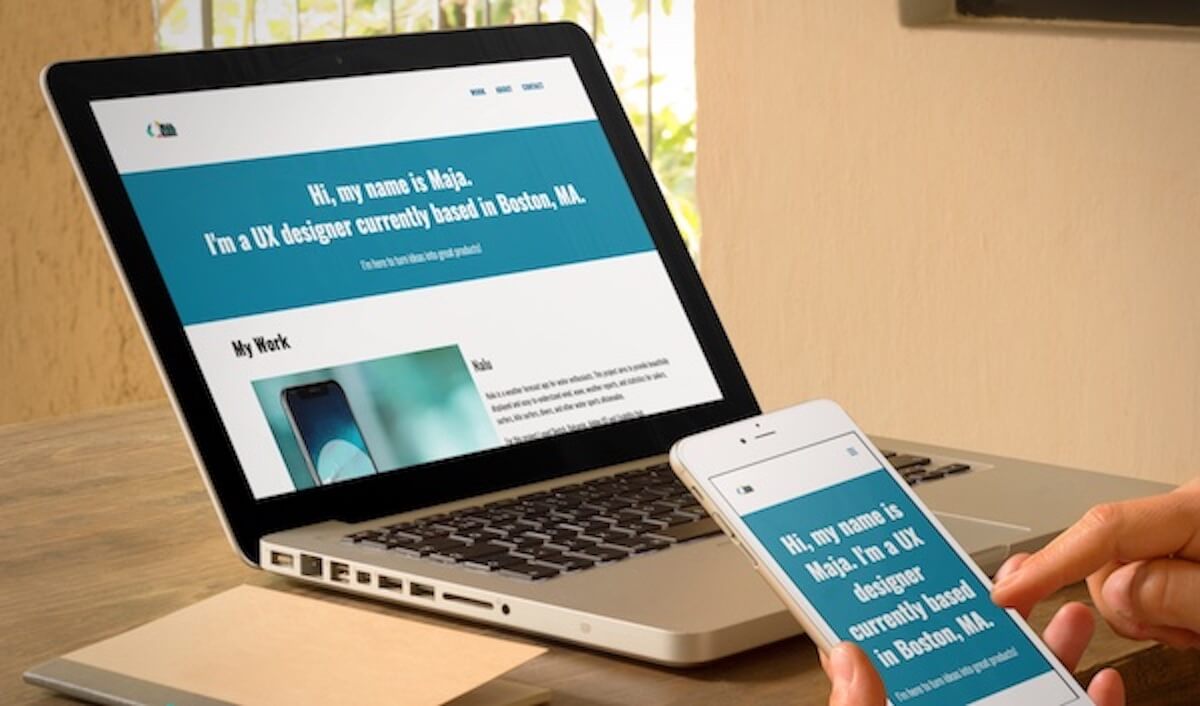 WORK ABOUT CONTACT
Hi, my name is Maja.
I'm a UX designer currently based in Boston, MA.
I'm here to turn ideas into great products!
My Work
Nalu
Nalu is a weather forecast app for water enthusiasts. This project aims to provide beautifully
displayed and easy-to-understand wind, wave, weather reports, and statistics for sailors,
surfers, kite surfers, divers, and other water sports aficionados.
Hi, my name is
Maja. I'm a UX
designer
currently based
in Boston, MA.
I'm here to turn ideas into great products!